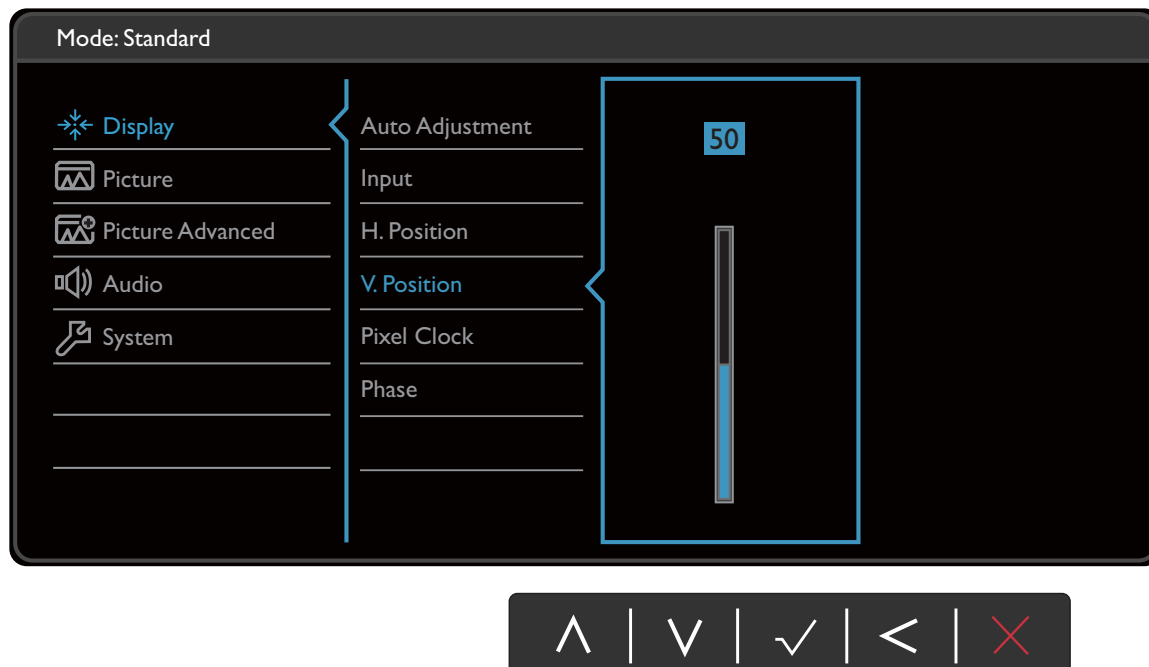 Mode: Standard
Display
Picture
Picture Advanced
Audio
System
Auto Adjustment
Input
H. Position
V. Position
Pixel Clock
Phase
50